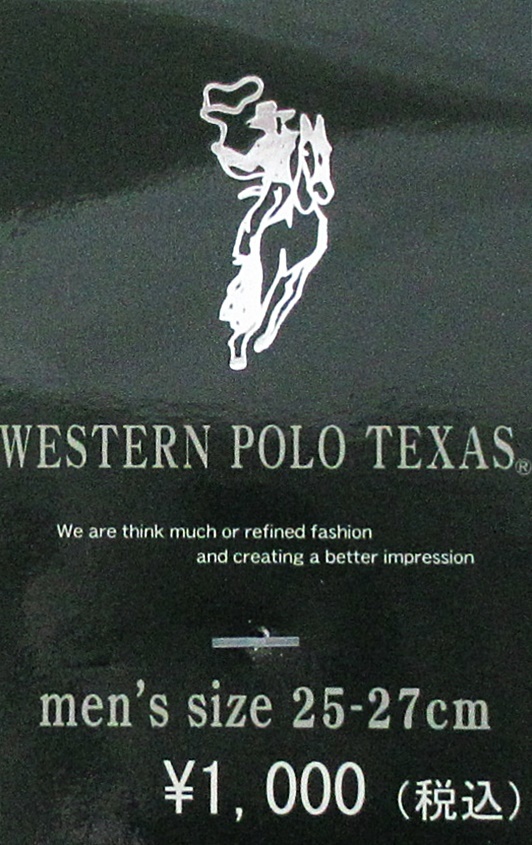 WESTERN POLO TEXAS®
We are think much or refined fashion
and creating a better impression
men's size 25-27cm
¥1,000（税込）